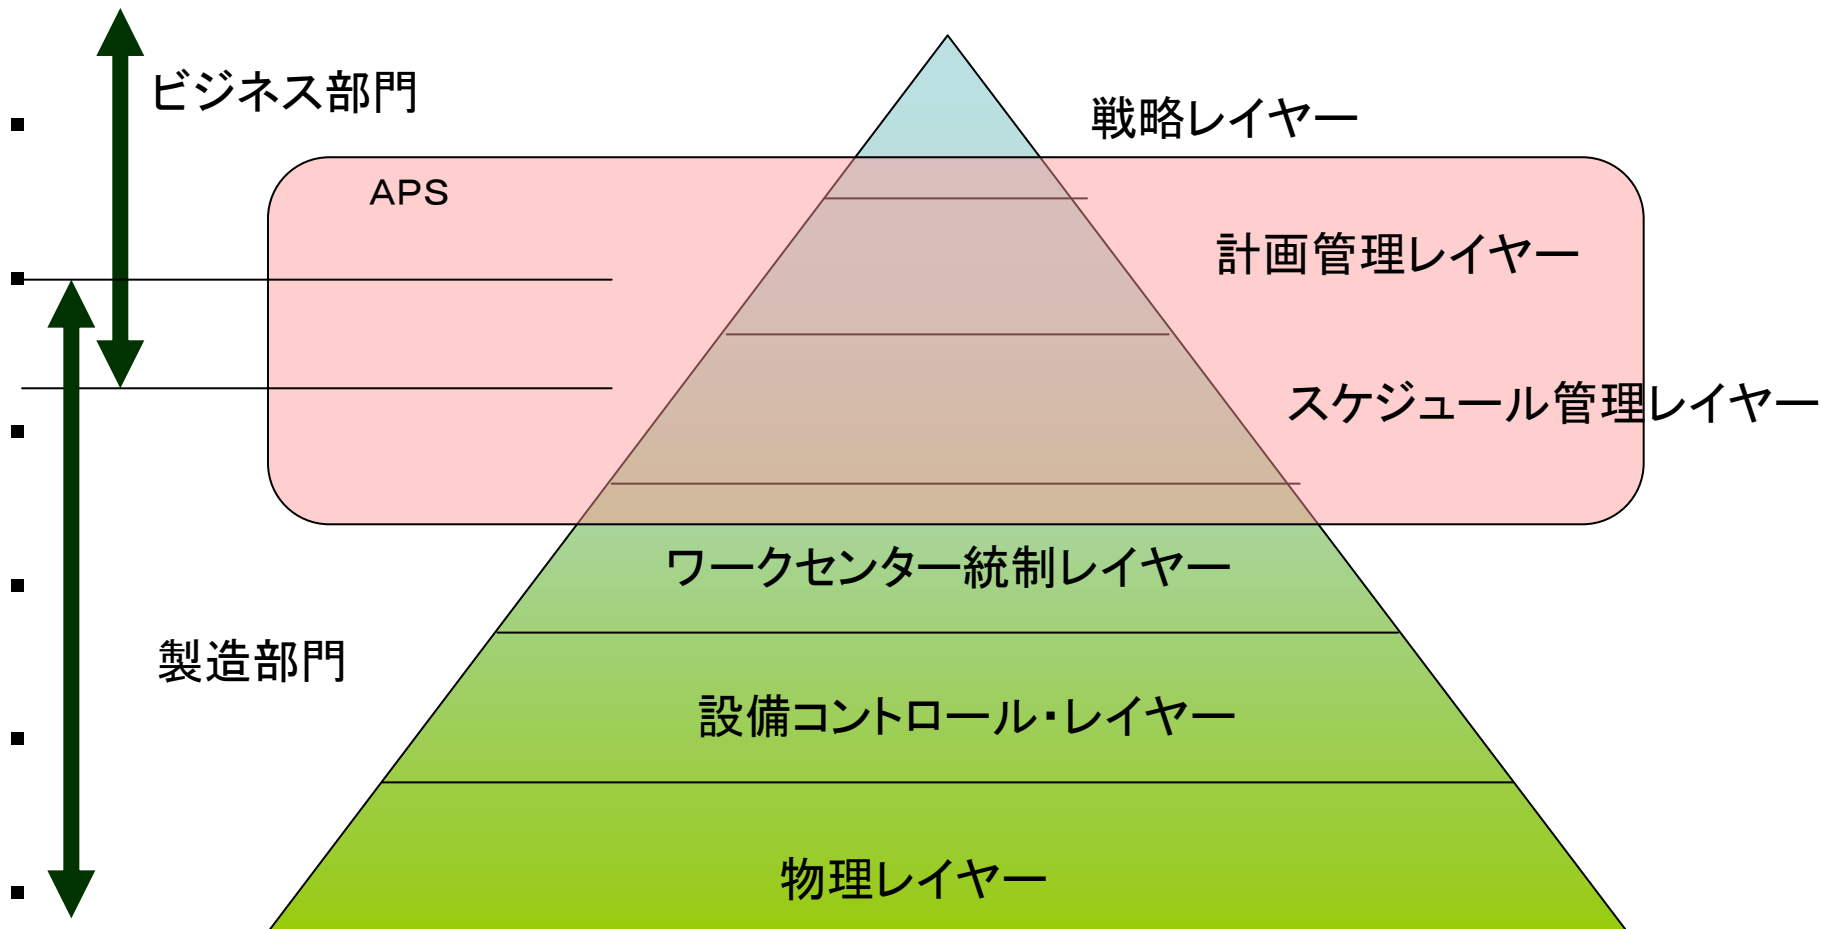 ビジネス部門
戦略レイヤー
APS
計画管理レイヤー
スケジュール管理レイヤー
ワークセンター統制レイヤー
製造部門
設備コントロール・レイヤー
物理レイヤー